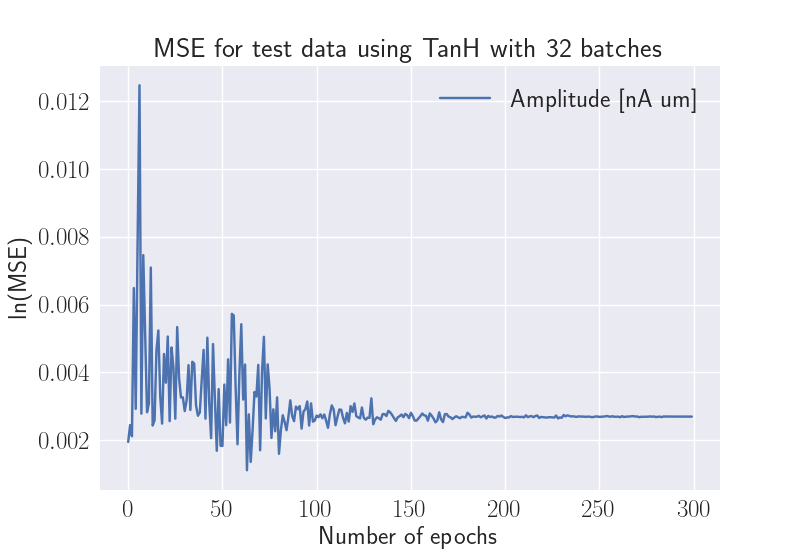 MSE for test data using TanH with 32 batches
Amplitude [nA um]
0.012
0.010
0.008
0.006
0.004
0.002
ln(MSE)
0 50 100 150 200 250 300
Number of epochs